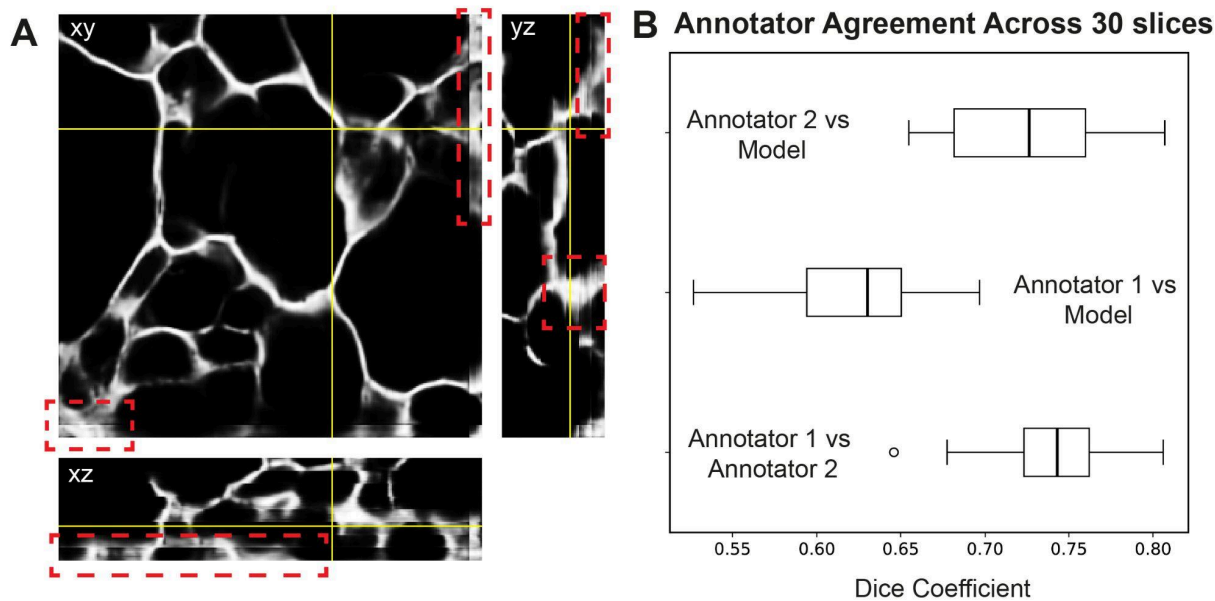 A
xy
yz
xz
B Annotator Agreement Across 30 slices
Annotator 2 vs
Model
Annotator 1 vs
Model
Annotator 1 vs
Annotator 2
0.55 0.60 0.65 0.70 0.75 0.80
Dice Coefficient